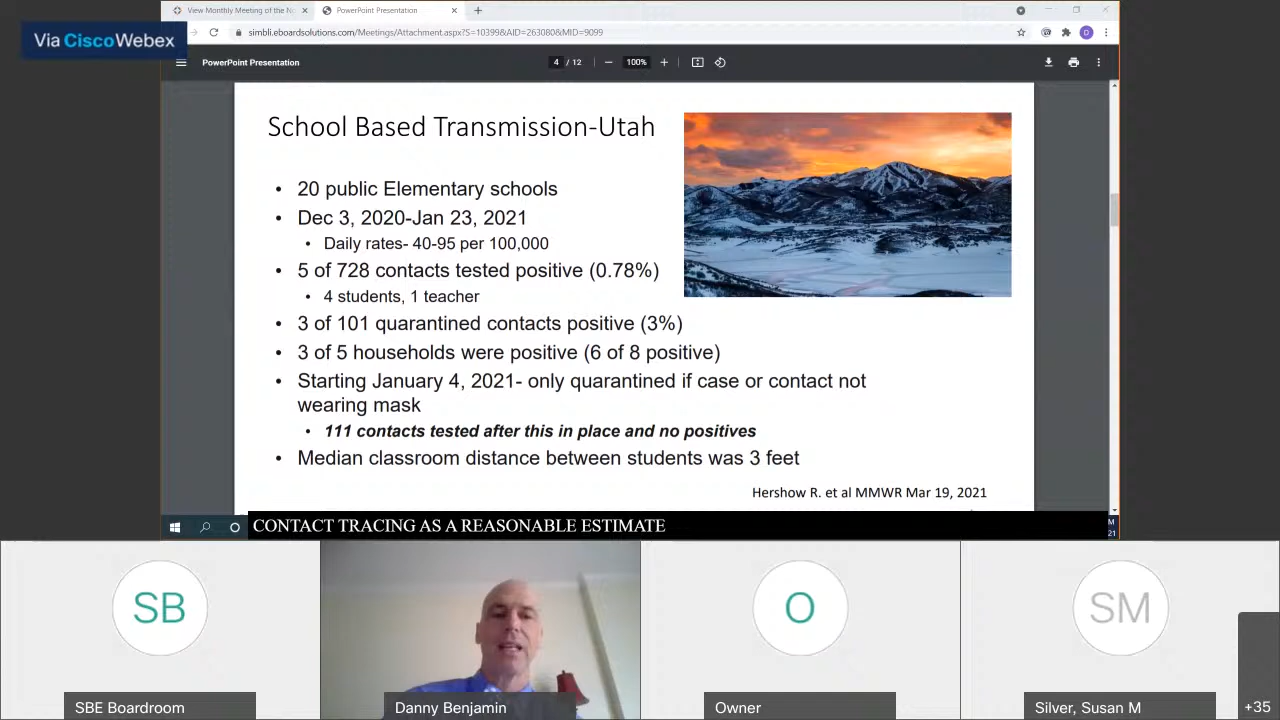 View Monthly Meeting of the N
PowerPoint Presentation
Via Cisco Webex
simbli.eboardsolutions.com/Meetings/Attachment.aspx?S=10399&AID=263080&MID=9099
D
PowerPoint Presentation
4 / 12
100%
School Based Transmission-Utah
• 20 public Elementary schools
• Dec 3, 2020-Jan 23, 2021
• Daily rates- 40-95 per 100,000
• 5 of 728 contacts tested positive (0.78%)
• 4 students, 1 teacher
• 3 of 101 quarantined contacts positive (3%)
• 3 of 5 households were positive (6 of 8 positive)
• Starting January 4, 2021- only quarantined if case or contact not
wearing mask
• 111 contacts tested after this in place and no positives
• Median classroom distance between students was 3 feet
Hershow R. et al MMWR Mar 19, 2021
CONTACT TRACING AS A REASONABLE ESTIMATE
M
21
SB
O
SM
SBE Boardroom
Danny Benjamin
Owner
Silver, Susan M
+35